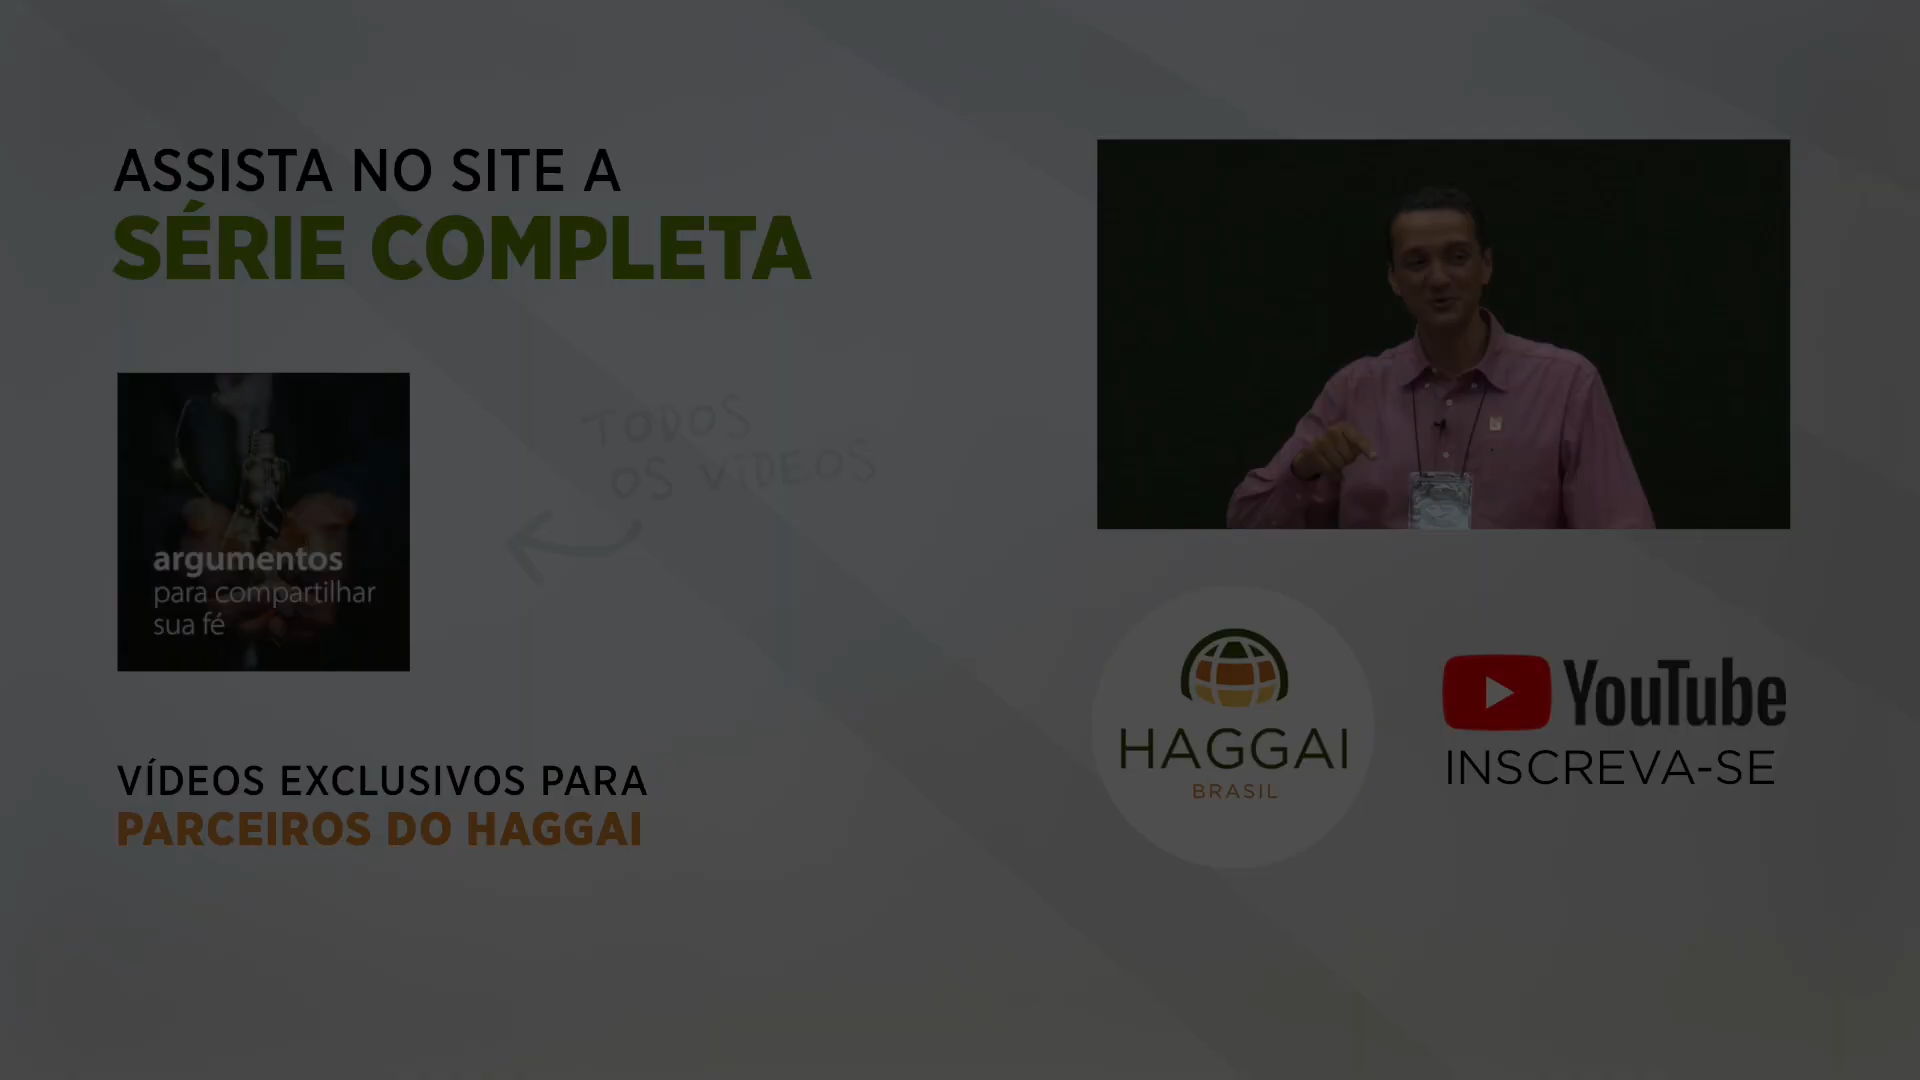 ASSISTA NO SITE A
SÉRIE COMPLETA
TODOS
OS VÍDEOS
argumentos
para compartilhar
sua fé
VÍDEOS EXCLUSIVOS PARA
PARCEIROS DO HAGGAI
HAGGAI
BRASIL
YouTube
INSCREVA-SE